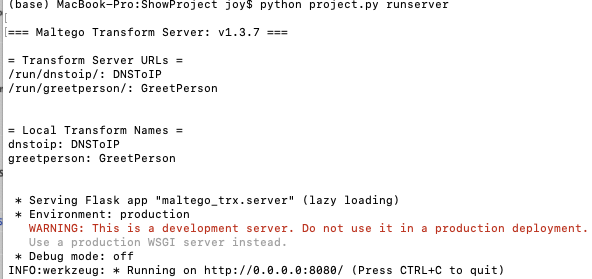 (base) MacBook-Pro:ShowProject joy$ python project.py runserver
=== Maltego Transform Server: v1.3.7 ===
= Transform Server URLs =
/run/dnstoip/: DNSToIP
/run/greetperson/: GreetPerson
= Local Transform Names =
dnstoip: DNSToIP
greetperson: GreetPerson
* Serving Flask app "maltego_trx.server" (lazy loading)
* Environment: production
WARNING: This is a development server. Do not use it in a production deployment.
Use a production WSGI server instead.
* Debug mode: off
INFO:werkzeug: * Running on http://0.0.0.0:8080/ (Press CTRL+C to quit)